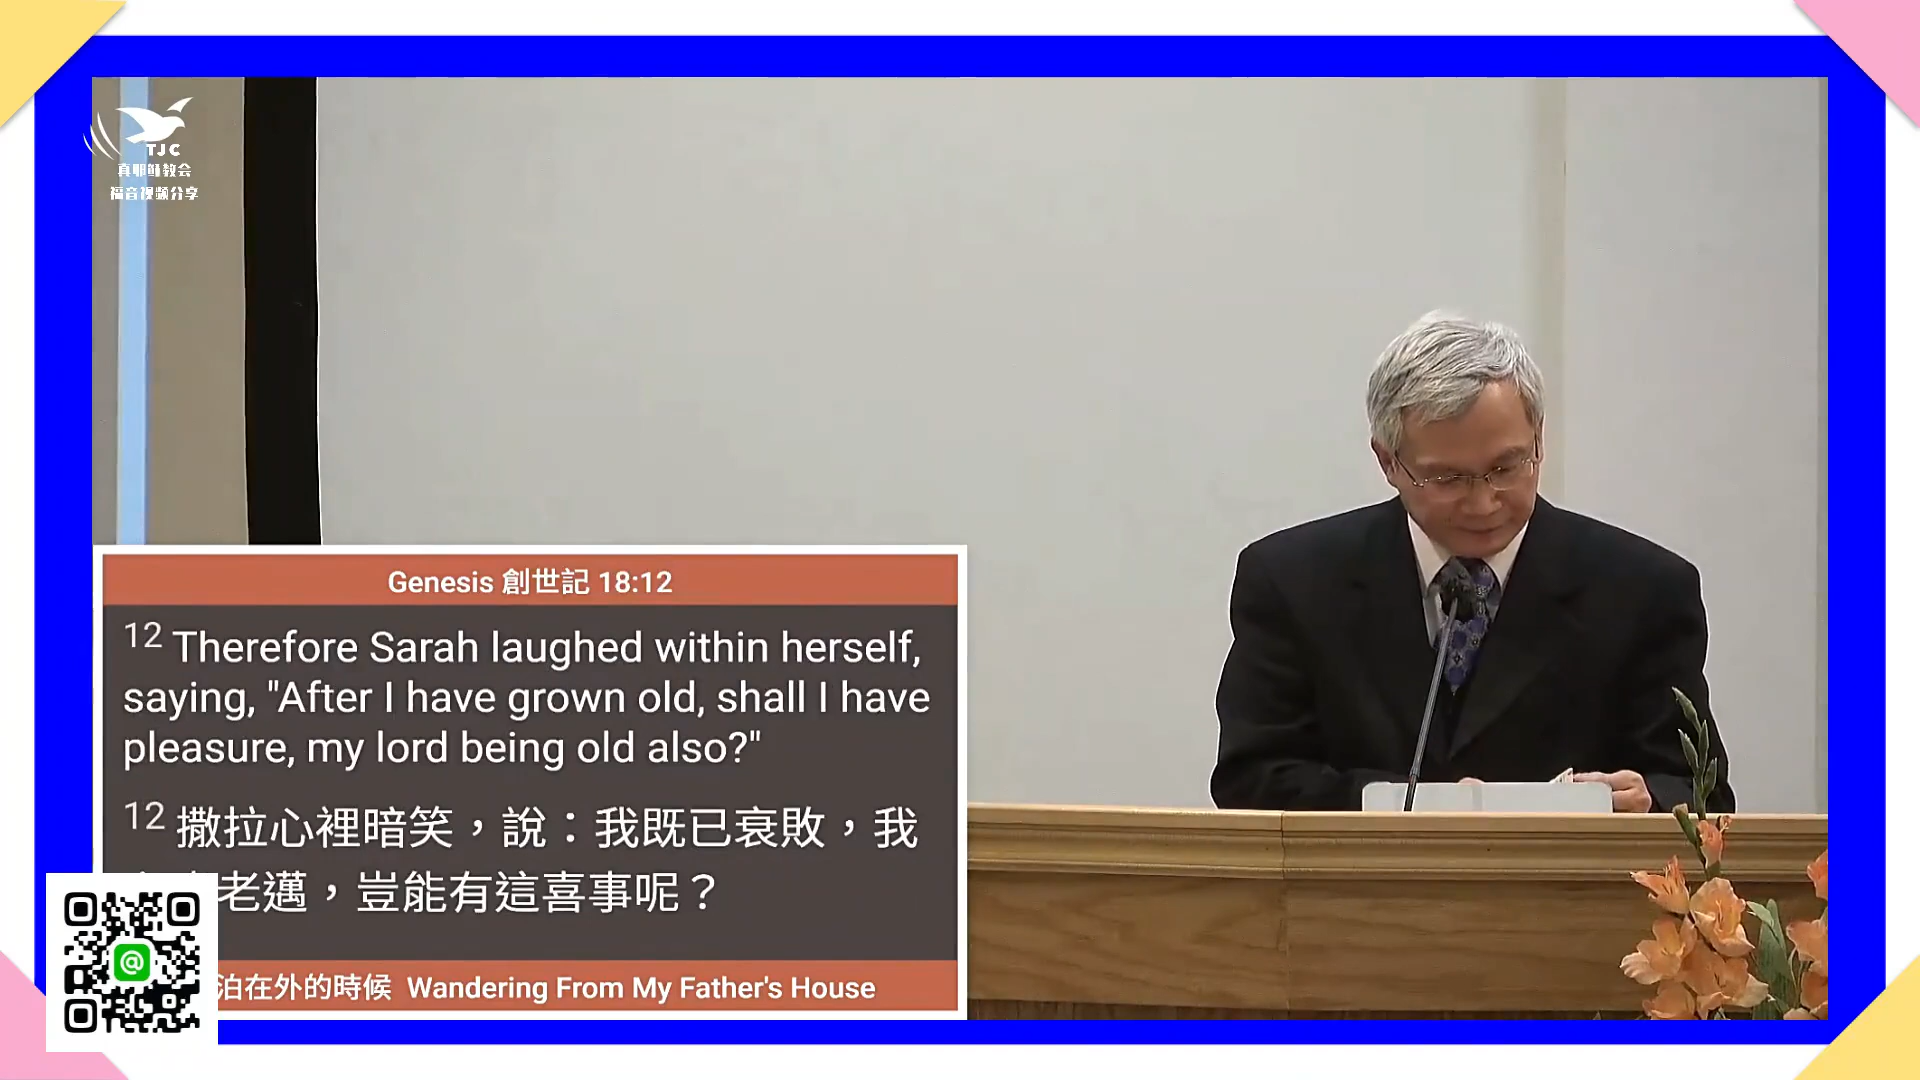 TJC
真耶穌教会
福音视频分享
Genesis 創世記 18:12
12 Therefore Sarah laughed within herself,
saying, "After I have grown old, shall I have
pleasure, my lord being old also?"
12 撒拉心裡暗笑，說：我既已衰敗，我
老邁，豈能有這喜事呢？
泊在外的時候 Wandering From My Father's House
@